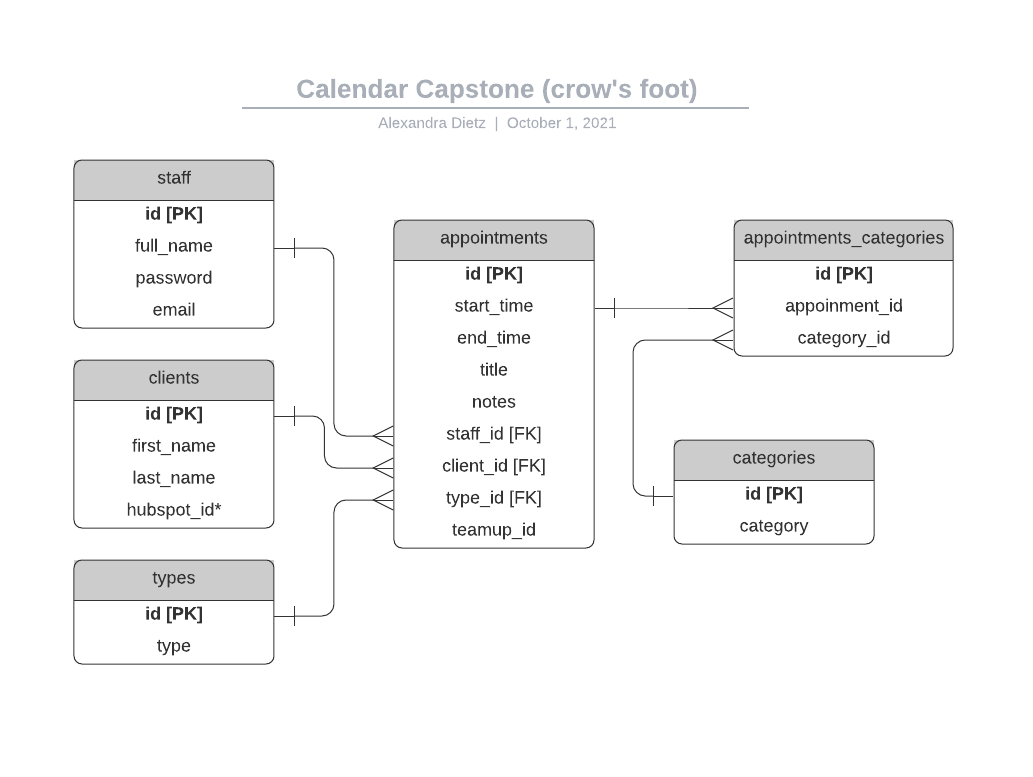 Calendar Capstone (crow's foot)
Alexandra Dietz | October 1, 2021
staff
id [PK]
full_name
password
email
clients
id [PK]
first_name
last_name
hubspot_id*
types
id [PK]
type
appointments
id [PK]
start_time
end_time
title
notes
staff_id [FK]
client_id [FK]
type_id [FK]
teamup_id
appointments_categories
id [PK]
appoinment_id
category_id
categories
id [PK]
category